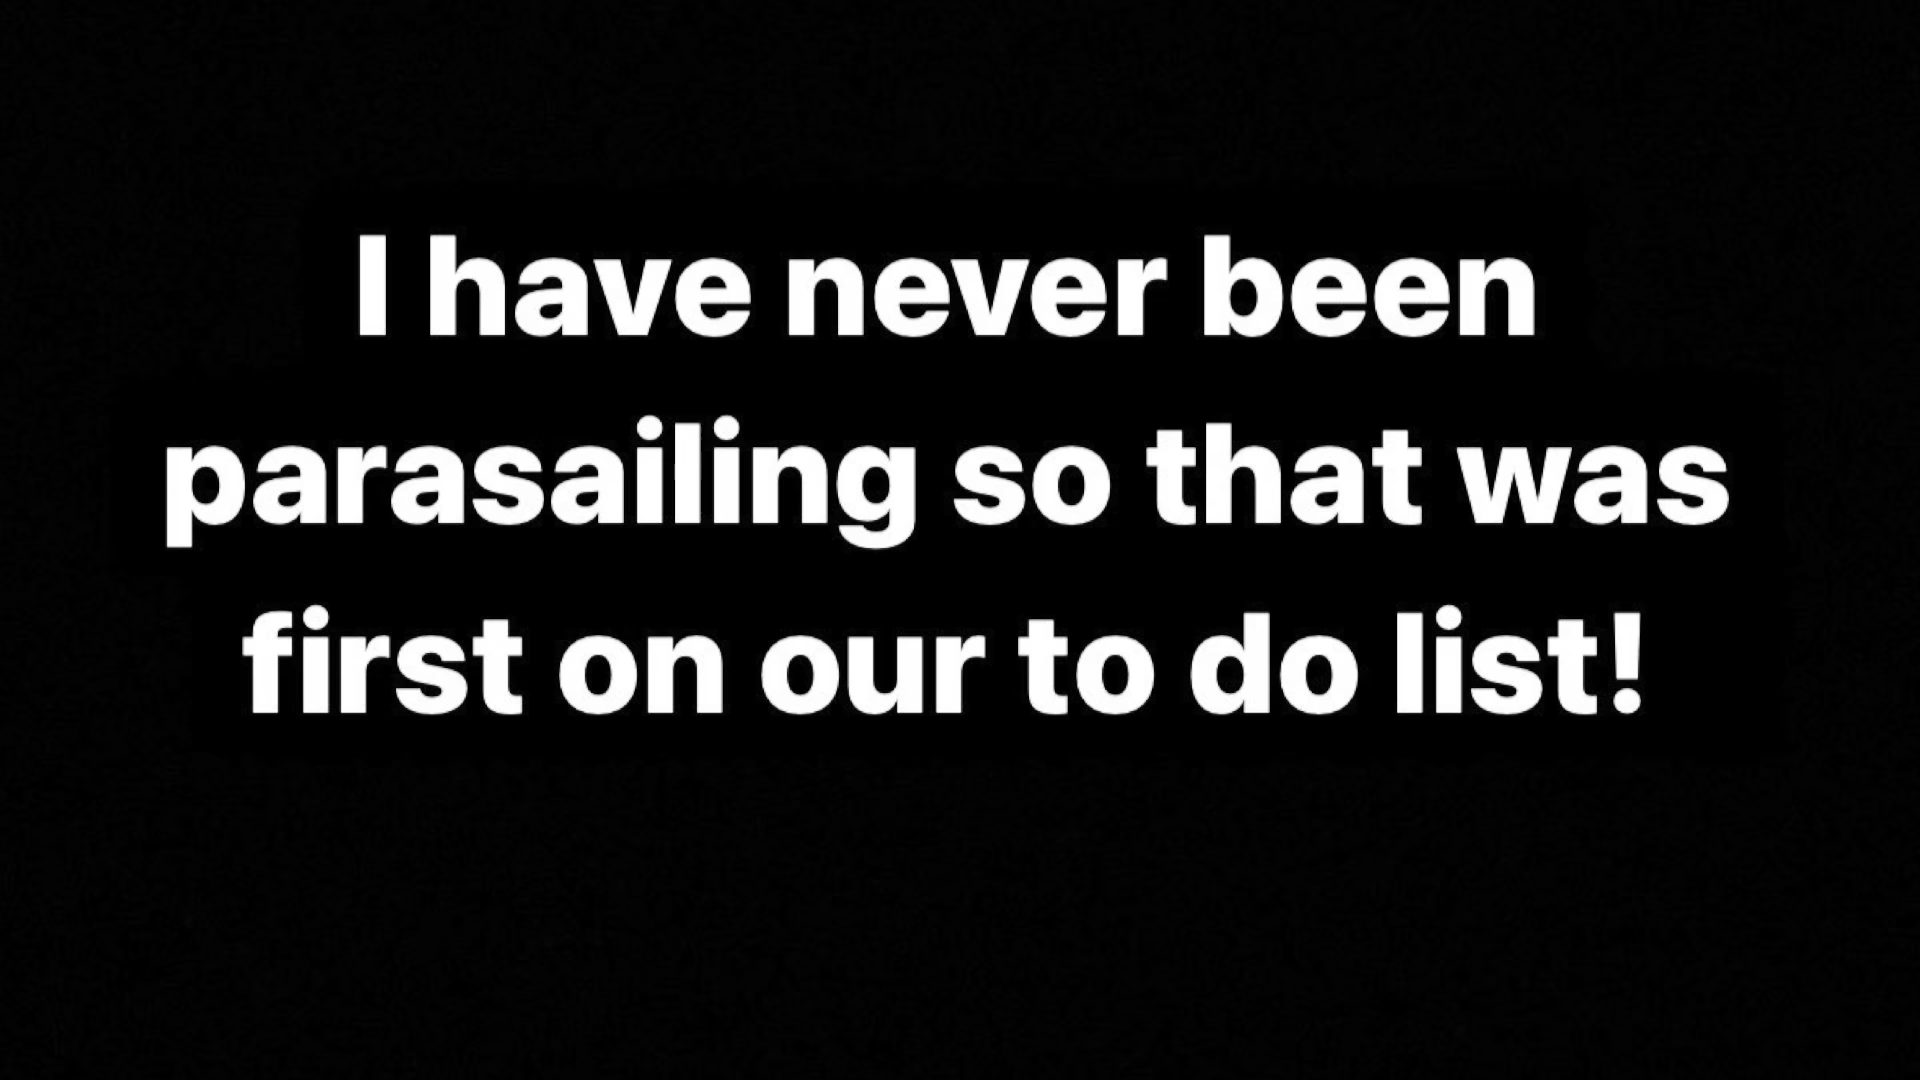 I have never been
parasailing so that was
first on our to do list!